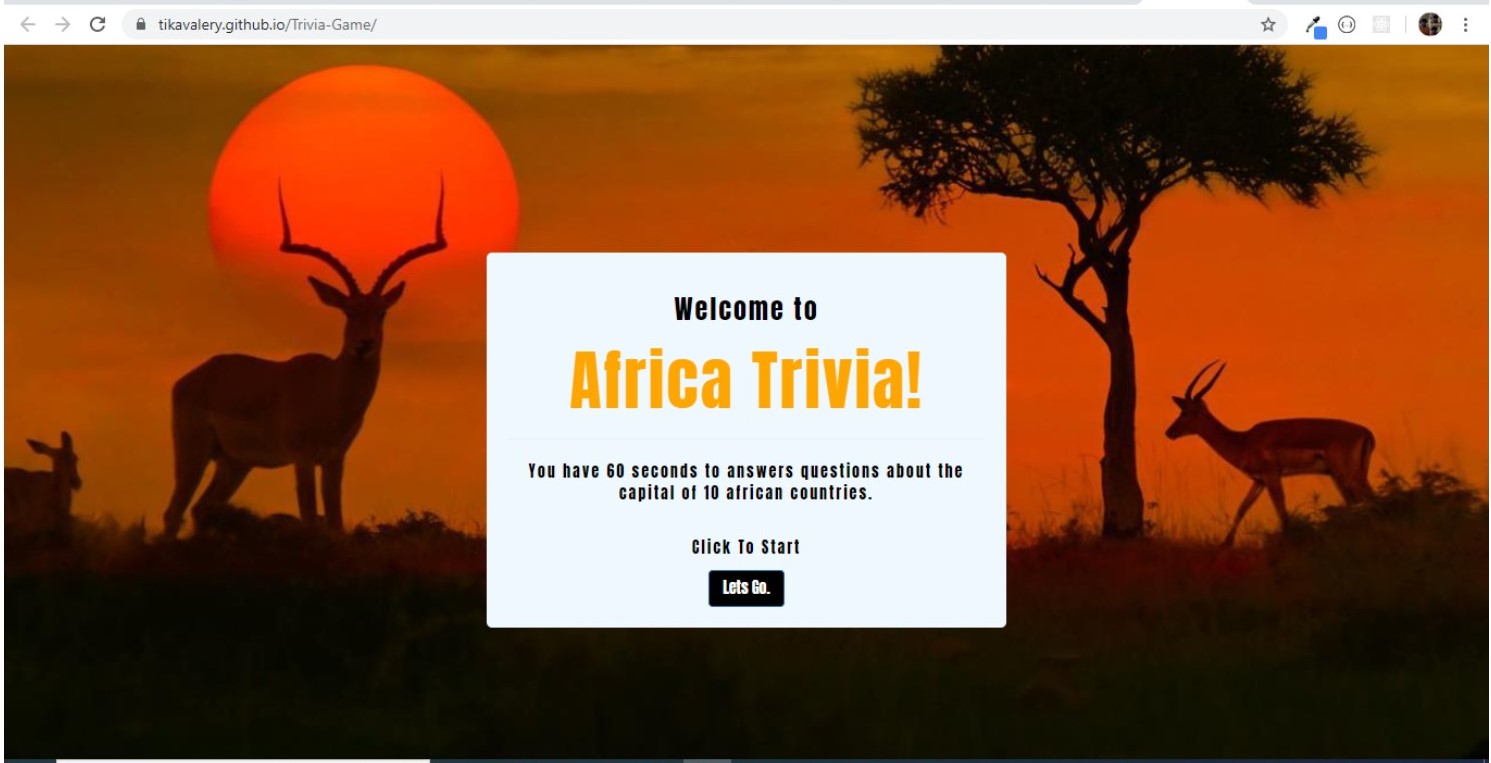 tikavalery.github.io/Trivia-Game/
Welcome to
Africa Trivia!
You have 60 seconds to answers questions about the
capital of 10 african countries.
Click To Start
Lets Go.